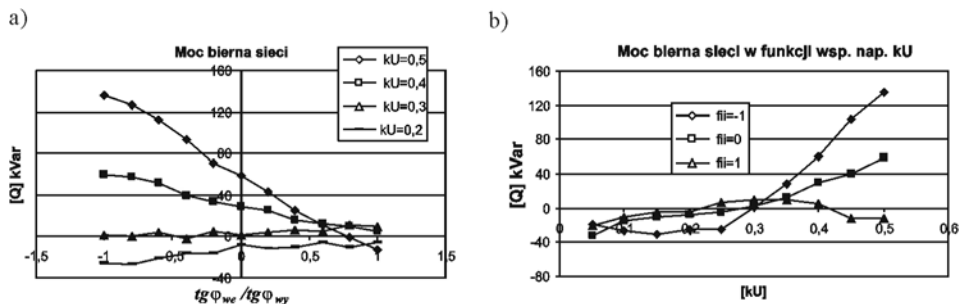 a)
Moc bierna sieci
kU=0,5
kU=0,4
kU=0,3
kU=0,2
[Q] kVar
160
120
80
40
0
-40
-1,5
-1
-0,5
0
0,5
1
1,5
tgφwe/tgφwy
b)
Moc bierna sieci w funkcji wsp. nap. kU
fii=-1
fii=0
fii=1
[Q] kVar
160
120
80
40
0
-40
-80
0
0,1
0,2
0,3
0,4
0,5
0,6
[kU]